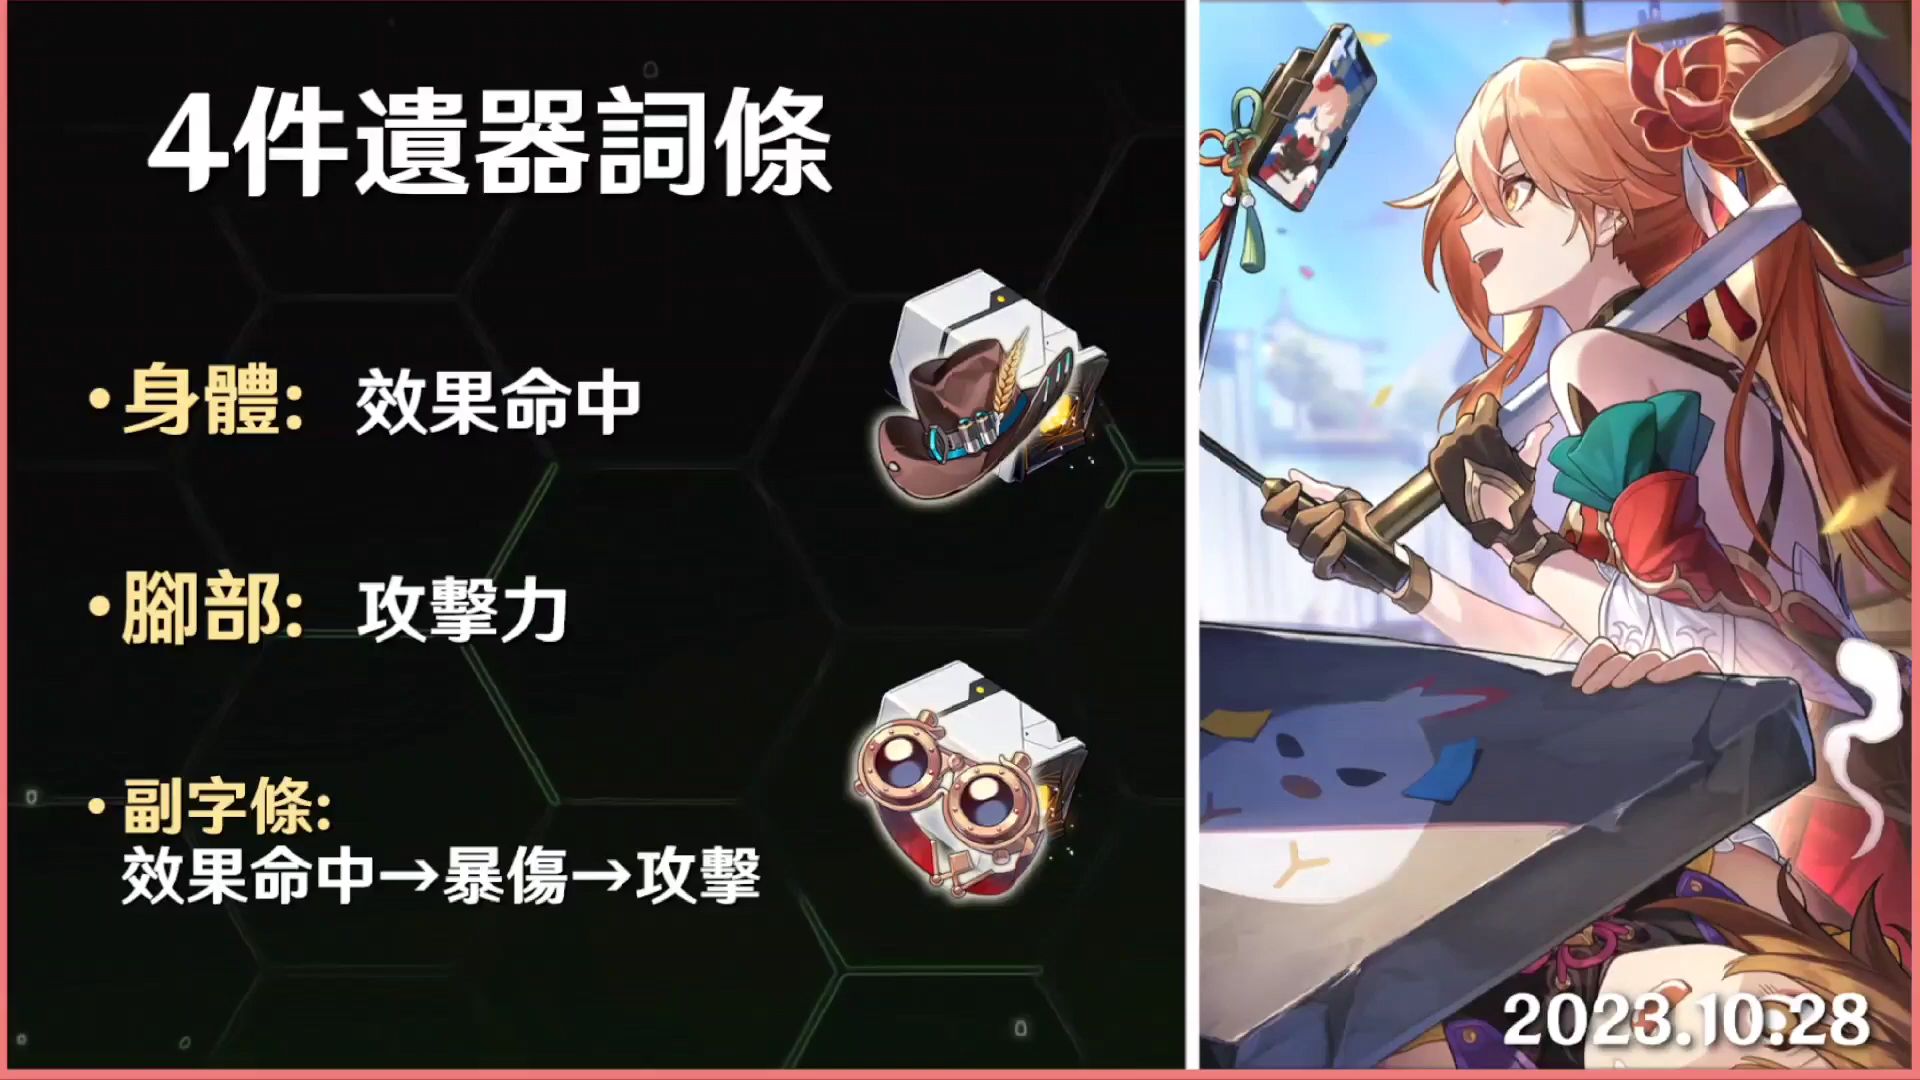 4件遺器詞條
•身體: 效果命中
•腳部: 攻擊力
•副字條:
效果命中→暴傷→攻擊
2023.10.28